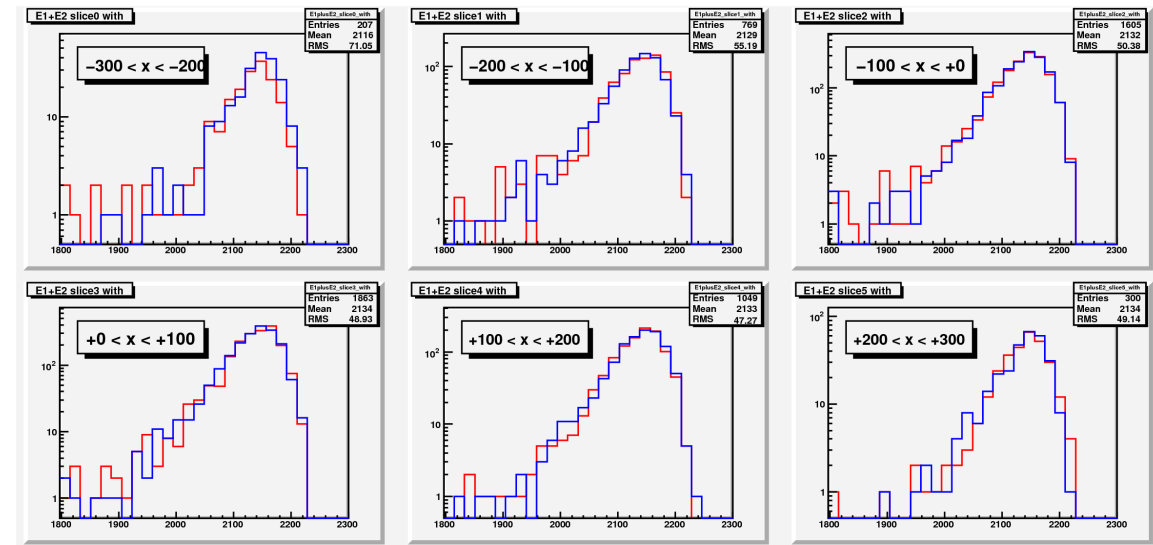 E1+E2 slice0 with
E1plusE2_slice0_with
Entries 207
Mean 2116
RMS 71.05
−300 < x < −200
10
1
1800 1900 2000 2100 2200 2300
E1+E2 slice1 with
E1plusE2_slice1_with
Entries 769
Mean 2129
RMS 55.19
−200 < x < −100
10²
10
1
1800 1900 2000 2100 2200 2300
E1+E2 slice2 with
E1plusE2_slice2_with
Entries 1605
Mean 2132
RMS 50.38
−100 < x < +0
10²
10
1
1800 1900 2000 2100 2200 2300
E1+E2 slice3 with
E1plusE2_slice3_with
Entries 1863
Mean 2134
RMS 48.93
+0 < x < +100
10²
10
1
1800 1900 2000 2100 2200 2300
E1+E2 slice4 with
E1plusE2_slice4_with
Entries 1049
Mean 2133
RMS 47.27
+100 < x < +200
10²
10
1
1800 1900 2000 2100 2200 2300
E1+E2 slice5 with
E1plusE2_slice5_with
Entries 300
Mean 2134
RMS 49.14
+200 < x < +300
10²
10
1
1800 1900 2000 2100 2200 2300